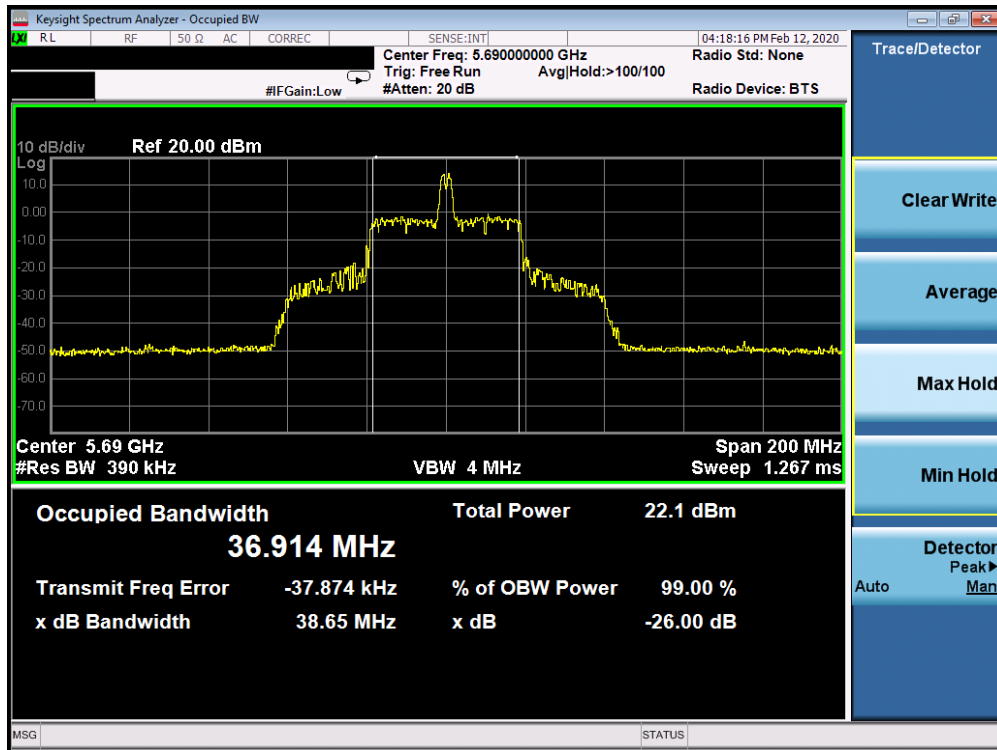 Keysight Spectrum Analyzer - Occupied BW
LXI RL RF 50 Ω AC CORREC SENSE:INT 04:18:16 PM Feb 12, 2020
Center Freq: 5.690000000 GHz Radio Std: None
Trig: Free Run Avg|Hold:>100/100
#IFGain:Low #Atten: 20 dB Radio Device: BTS
Trace/Detector
10 dB/div Ref 20.00 dBm
Log
10.0
0.00
-10.0
-20.0
-30.0
-40.0
-50.0
-60.0
-70.0
Center 5.69 GHz Span 200 MHz
#Res BW 390 kHz VBW 4 MHz Sweep 1.267 ms
Occupied Bandwidth Total Power 22.1 dBm
36.914 MHz
Transmit Freq Error -37.874 kHz % of OBW Power 99.00 %
x dB Bandwidth 38.65 MHz x dB -26.00 dB
Clear Write
Average
Max Hold
Min Hold
Detector
Peak▶
Auto Man
MSG STATUS